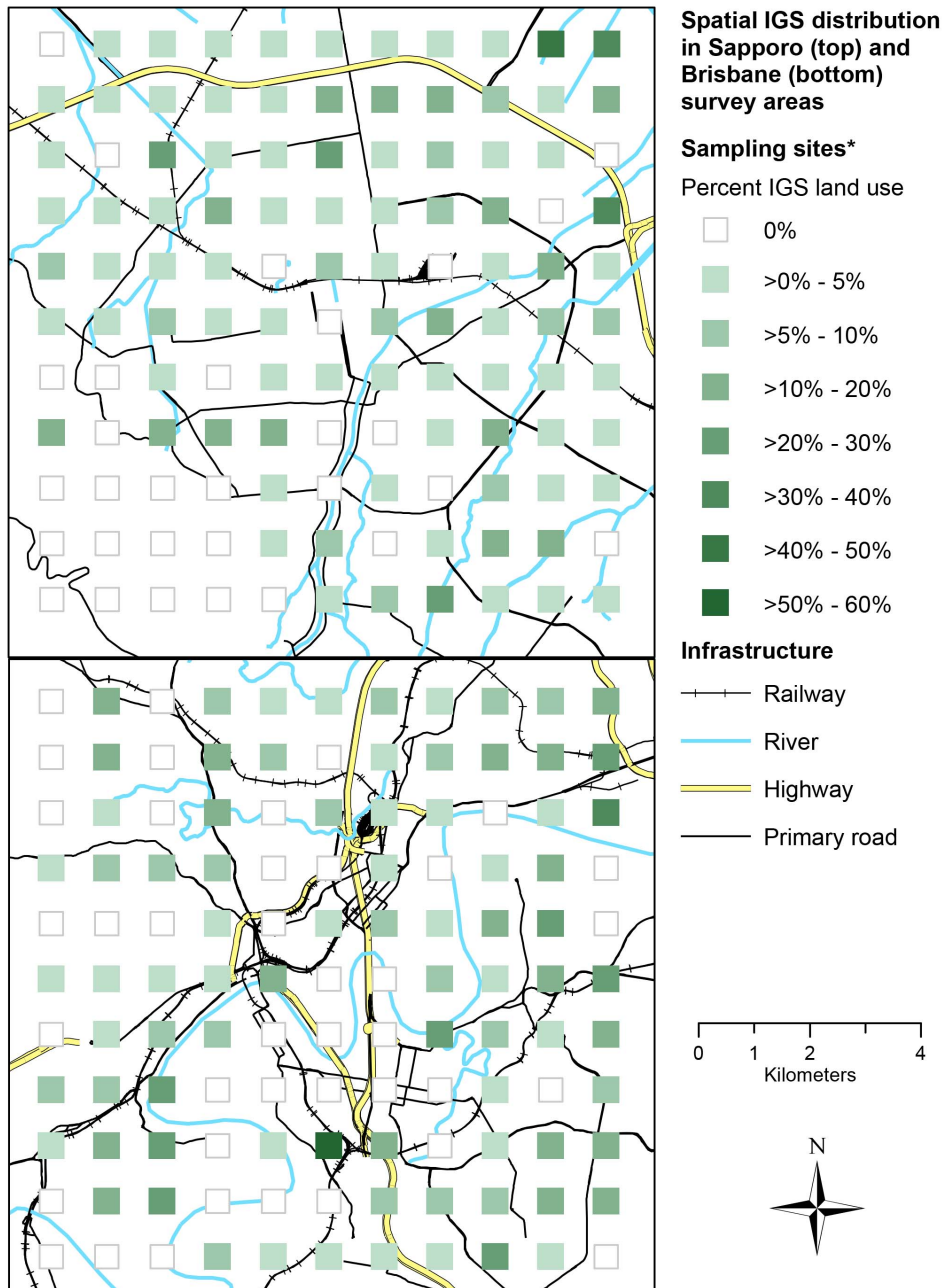 Spatial IGS distribution
in Sapporo (top) and
Brisbane (bottom)
survey areas
Sampling sites*
Percent IGS land use
0%
>0% - 5%
>5% - 10%
>10% - 20%
>20% - 30%
>30% - 40%
>40% - 50%
>50% - 60%
Infrastructure
Railway
River
Highway
Primary road
0 1 2 4
Kilometers
N